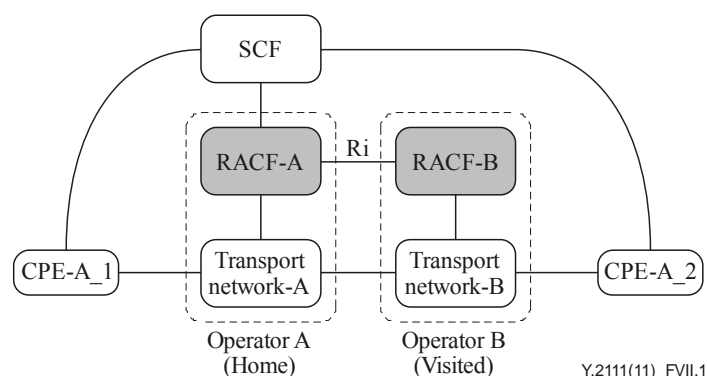 SCF
RACF-A
Ri
RACF-B
CPE-A_1
Transport
network-A
Transport
network-B
CPE-A_2
Operator A
(Home)
Operator B
(Visited)
Y.2111(11)_FVII.1